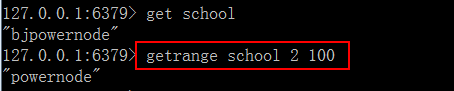 127.0.0.1:6379> get school
"bjpowernode"
127.0.0.1:6379> getrange school 2 100
"powernode"